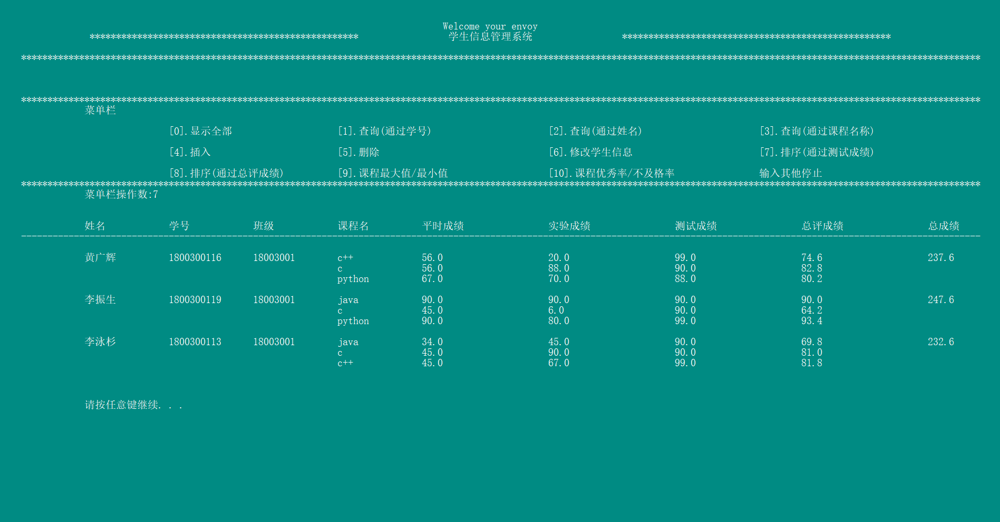 Welcome your envoy
*************************************************** 学生信息管理系统 ***************************************************
**************************************************************************************************************************************************************************************
**************************************************************************************************************************************************************************************
菜单栏
[0].显示全部 [1].查询(通过学号) [2].查询(通过姓名) [3].查询(通过课程名称)
[4].插入 [5].删除 [6].修改学生信息 [7].排序(通过测试成绩)
[8].排序(通过总评成绩) [9].课程最大值/最小值 [10].课程优秀率/不及格率 输入其他停止
**************************************************************************************************************************************************************************************
菜单栏操作数:7
姓名 学号 班级 课程名 平时成绩 实验成绩 测试成绩 总评成绩 总成绩
--------------------------------------------------------------------------------------------------------------------------------------------------------------------------------------
黄广辉 1800300116 18003001 c++ 56.0 20.0 99.0 74.6 237.6
c 56.0 88.0 90.0 82.8
python 67.0 70.0 88.0 80.2
李振生 1800300119 18003001 java 90.0 90.0 90.0 90.0 247.6
c 45.0 6.0 90.0 64.2
python 90.0 80.0 99.0 93.4
李泳杉 1800300113 18003001 java 34.0 45.0 90.0 69.8 232.6
c 45.0 90.0 90.0 81.0
c++ 45.0 67.0 99.0 81.8
请按任意键继续. . .